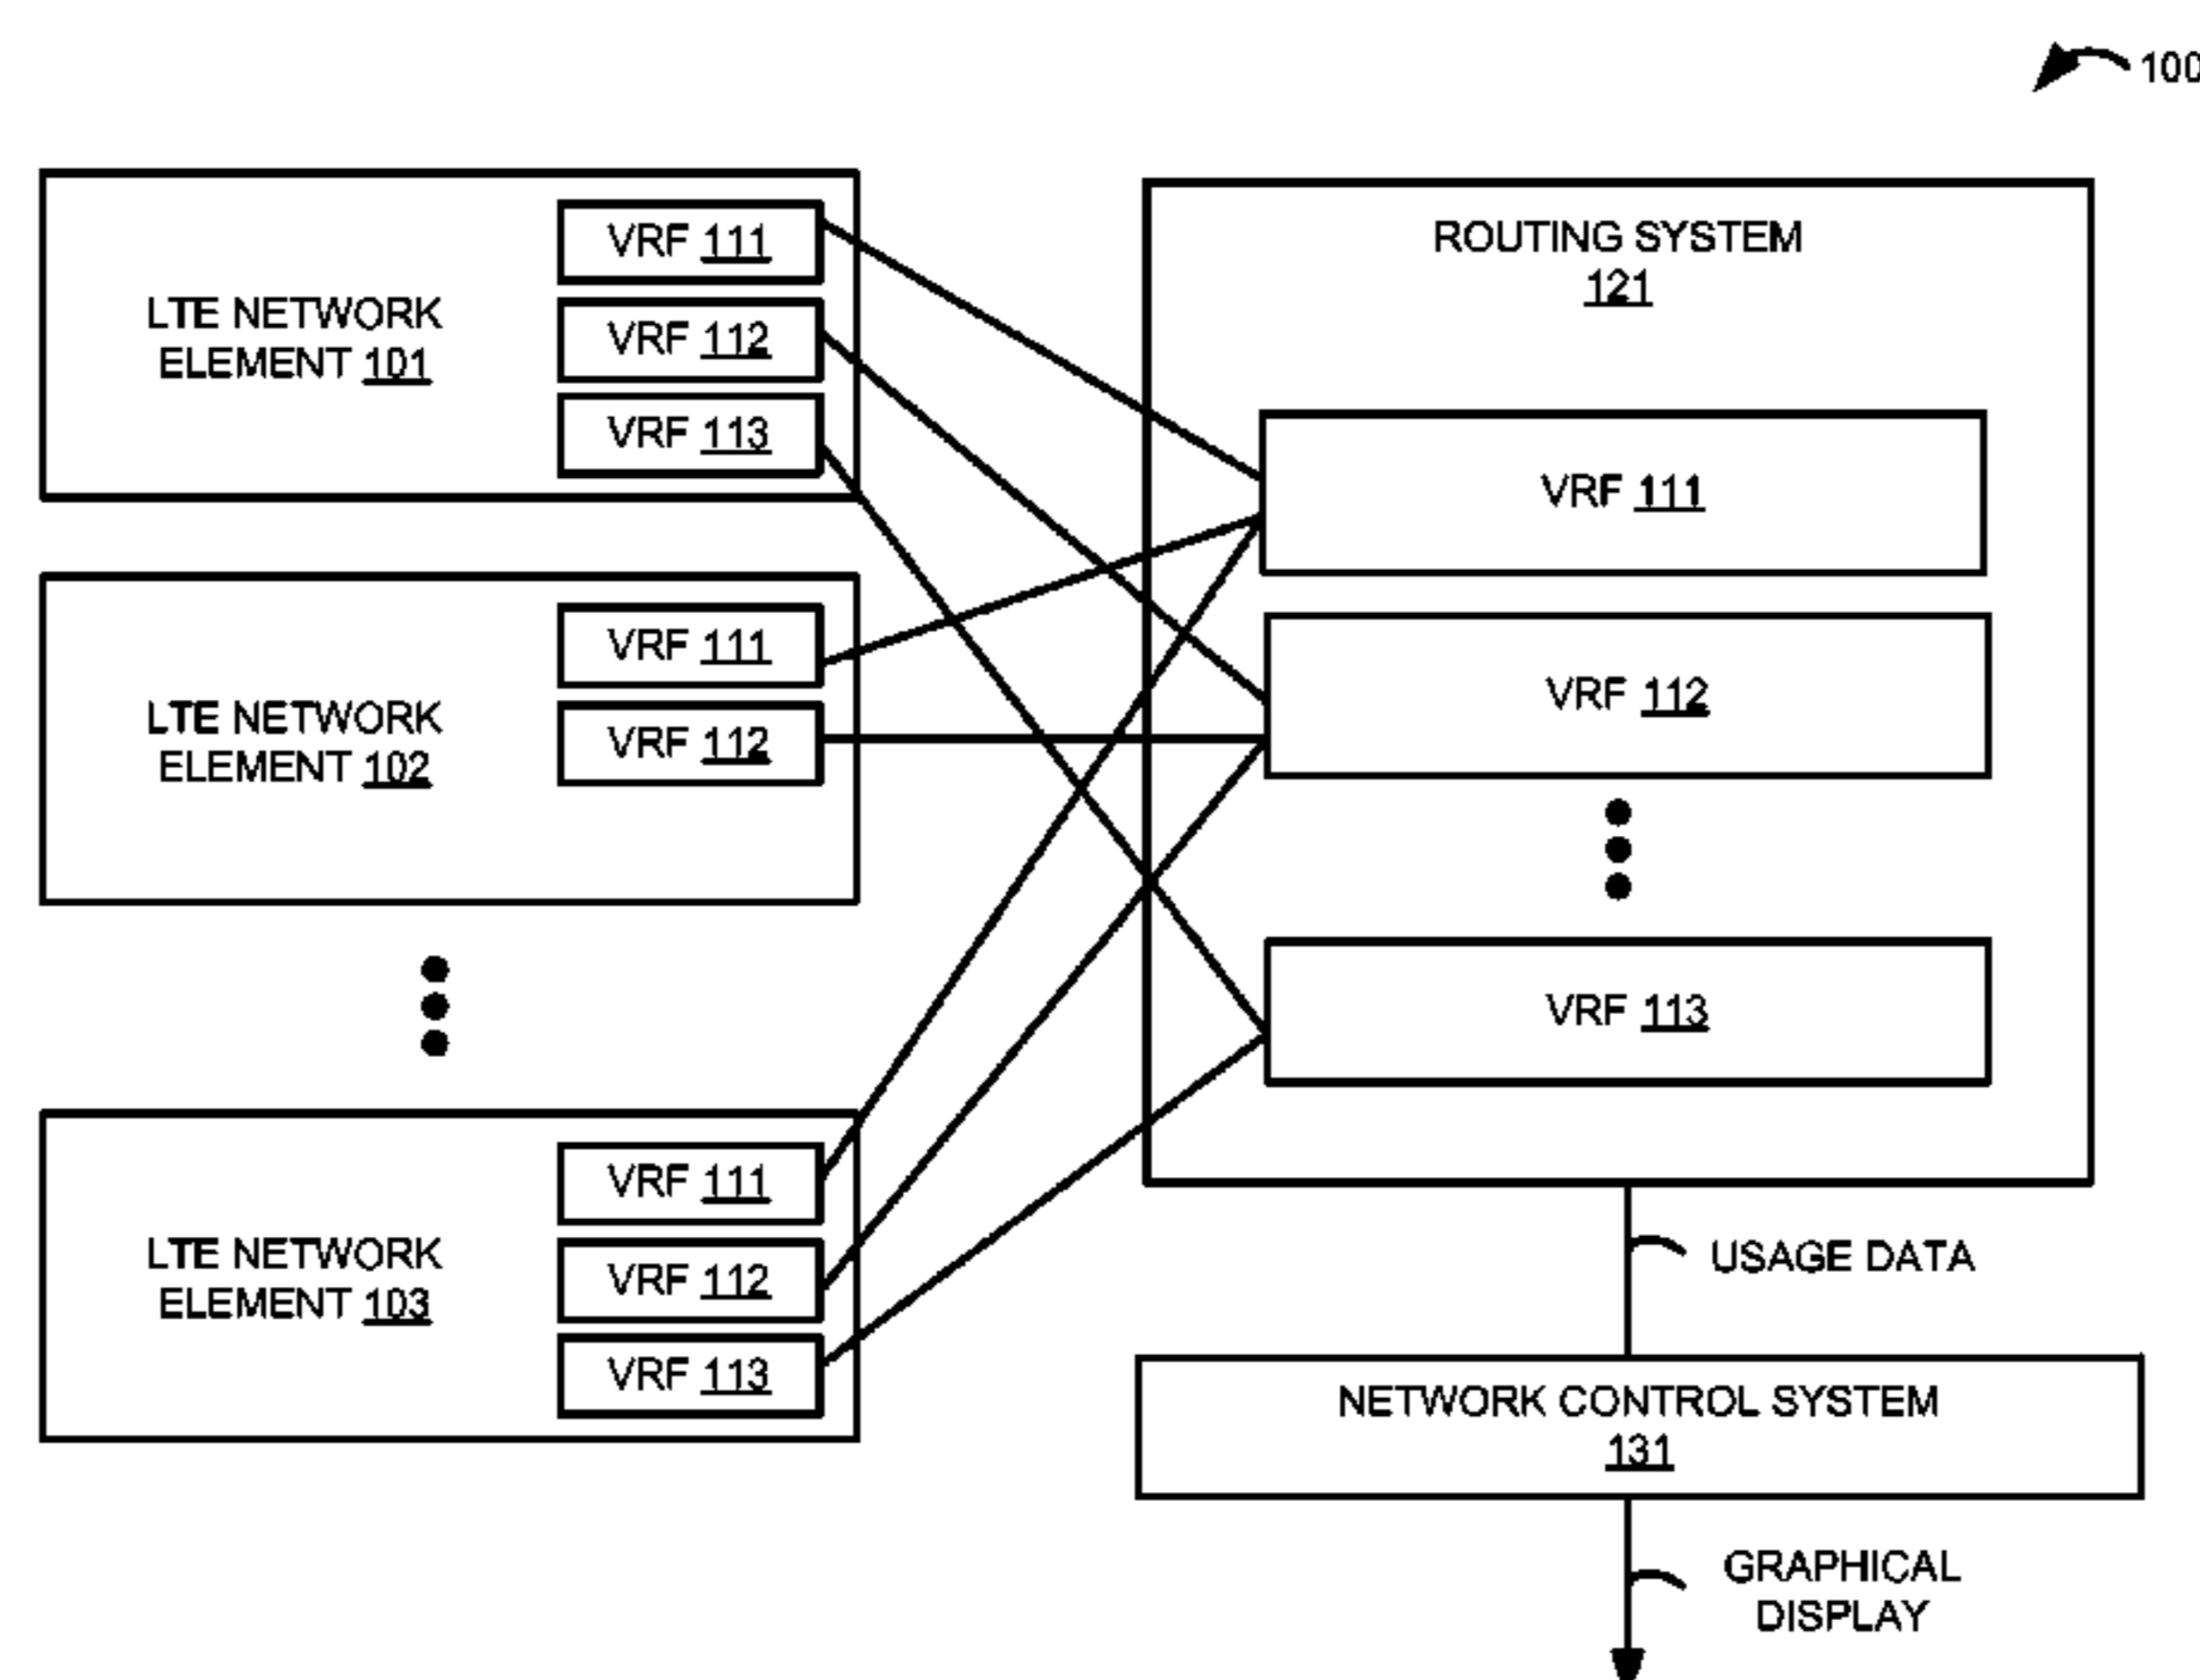 100
LTE NETWORK
ELEMENT 101
VRF 111
VRF 112
VRF 113
LTE NETWORK
ELEMENT 102
VRF 111
VRF 112
LTE NETWORK
ELEMENT 103
VRF 111
VRF 112
VRF 113
ROUTING SYSTEM
121
VRF 111
VRF 112
VRF 113
USAGE DATA
NETWORK CONTROL SYSTEM
131
GRAPHICAL
DISPLAY